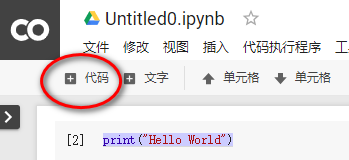 CO
Untitled0.ipynb
文件 修改 视图 插入 代码执行程序
代码 文字 单元格 单元格
[2] print("Hello World")